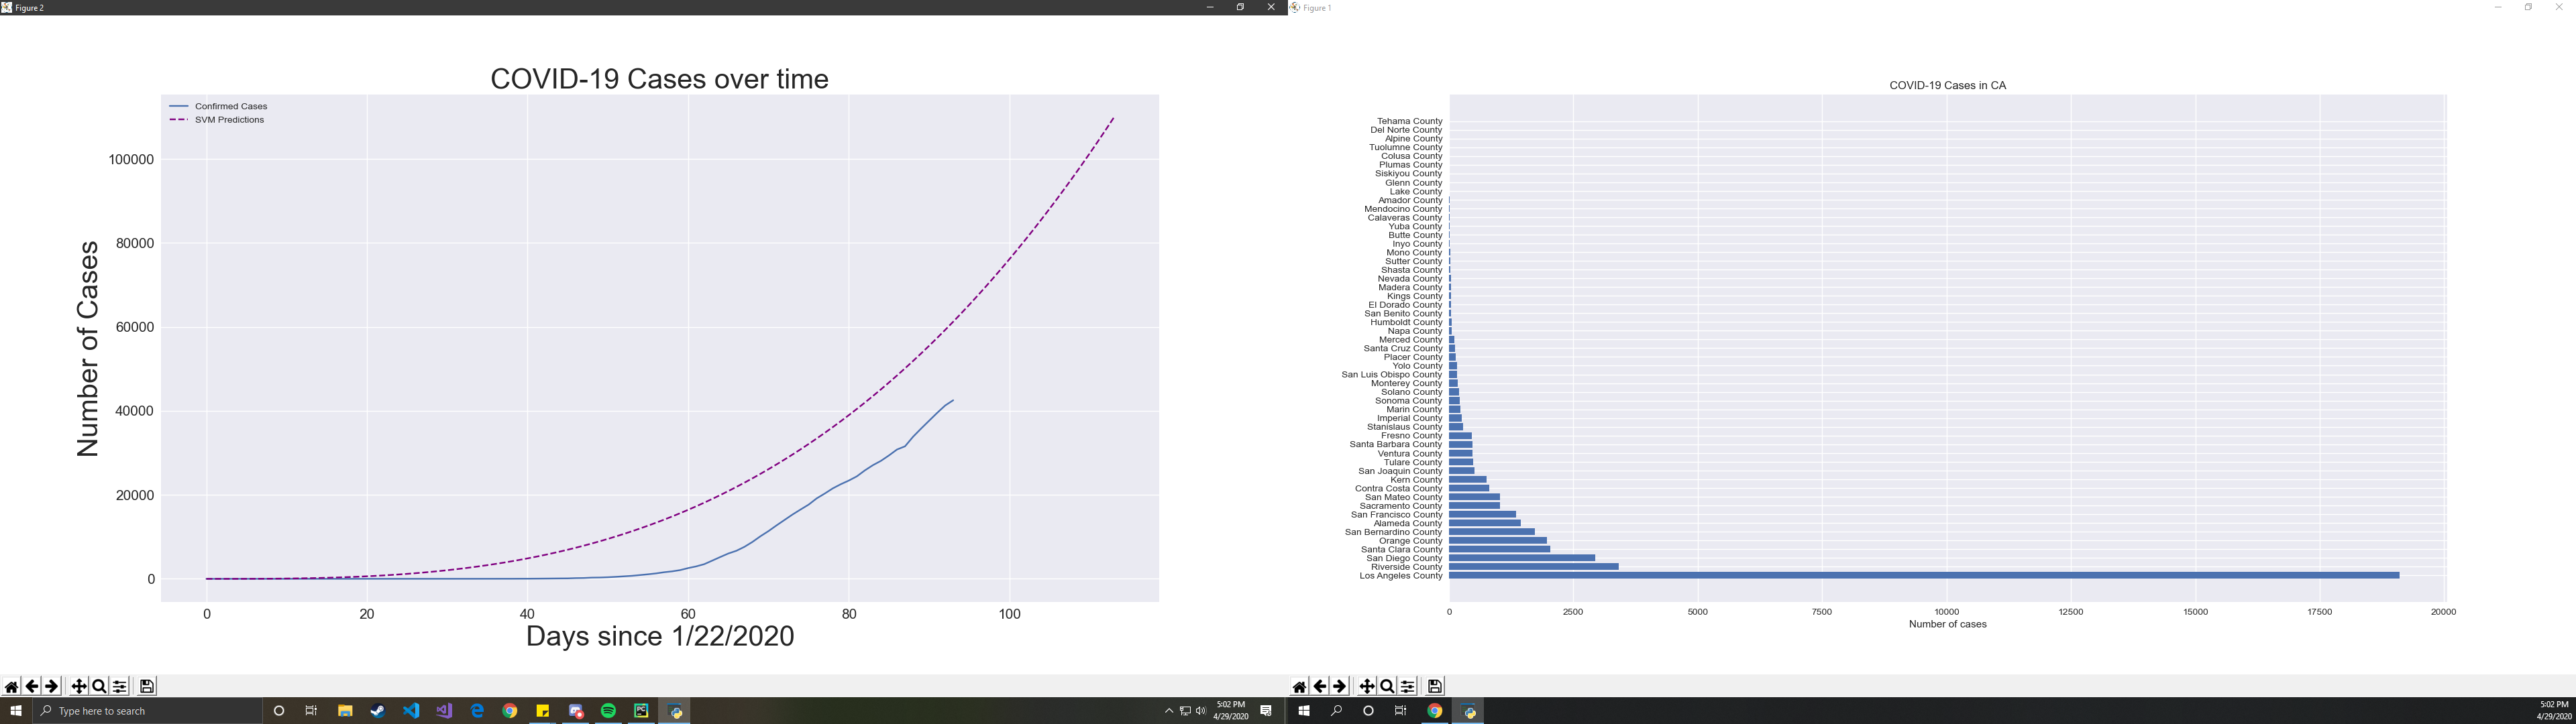 Figure 2
COVID-19 Cases over time
Confirmed Cases
SVM Predictions
Number of Cases
100000
80000
60000
40000
20000
0
0 20 40 60 80 100
Days since 1/22/2020
Type here to search
5:02 PM
4/29/2020
Figure 1
COVID-19 Cases in CA
Tehama County
Del Norte County
Alpine County
Tuolumne County
Colusa County
Plumas County
Siskiyou County
Glenn County
Lake County
Amador County
Mendocino County
Calaveras County
Yuba County
Butte County
Inyo County
Mono County
Sutter County
Shasta County
Nevada County
Madera County
Kings County
El Dorado County
San Benito County
Humboldt County
Napa County
Merced County
Santa Cruz County
Placer County
Yolo County
San Luis Obispo County
Monterey County
Solano County
Sonoma County
Marin County
Imperial County
Stanislaus County
Fresno County
Santa Barbara County
Ventura County
Tulare County
San Joaquin County
Kern County
Contra Costa County
San Mateo County
Sacramento County
San Francisco County
Alameda County
San Bernardino County
Orange County
Santa Clara County
San Diego County
Riverside County
Los Angeles County
0 2500 5000 7500 10000 12500 15000 17500 20000
Number of cases
5:02 PM
4/29/2020